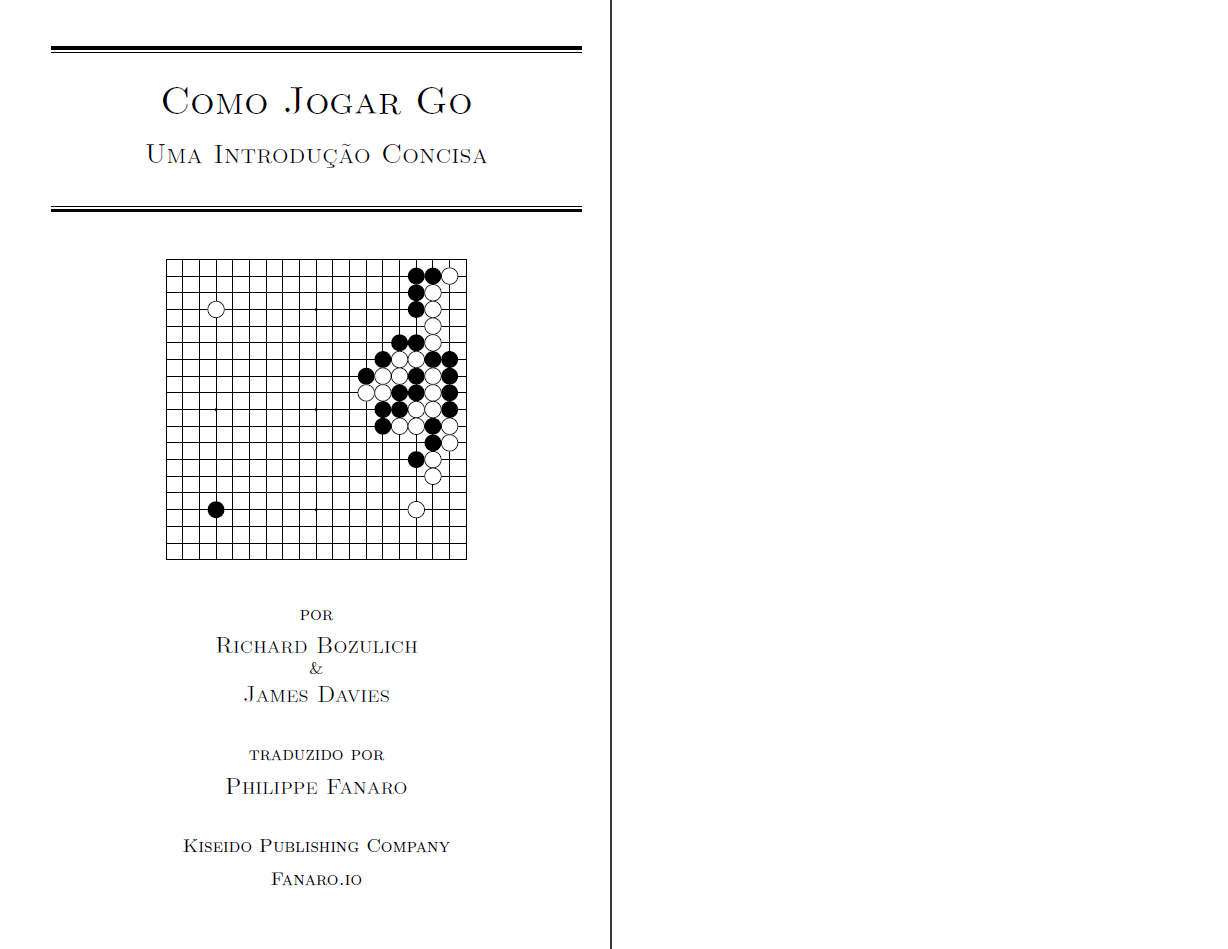 Como Jogar Go
Uma Introdução Concisa
por
Richard Bozulich
&
James Davies
traduzido por
Philippe Fanaro
Kiseido Publishing Company
Fanaro.io